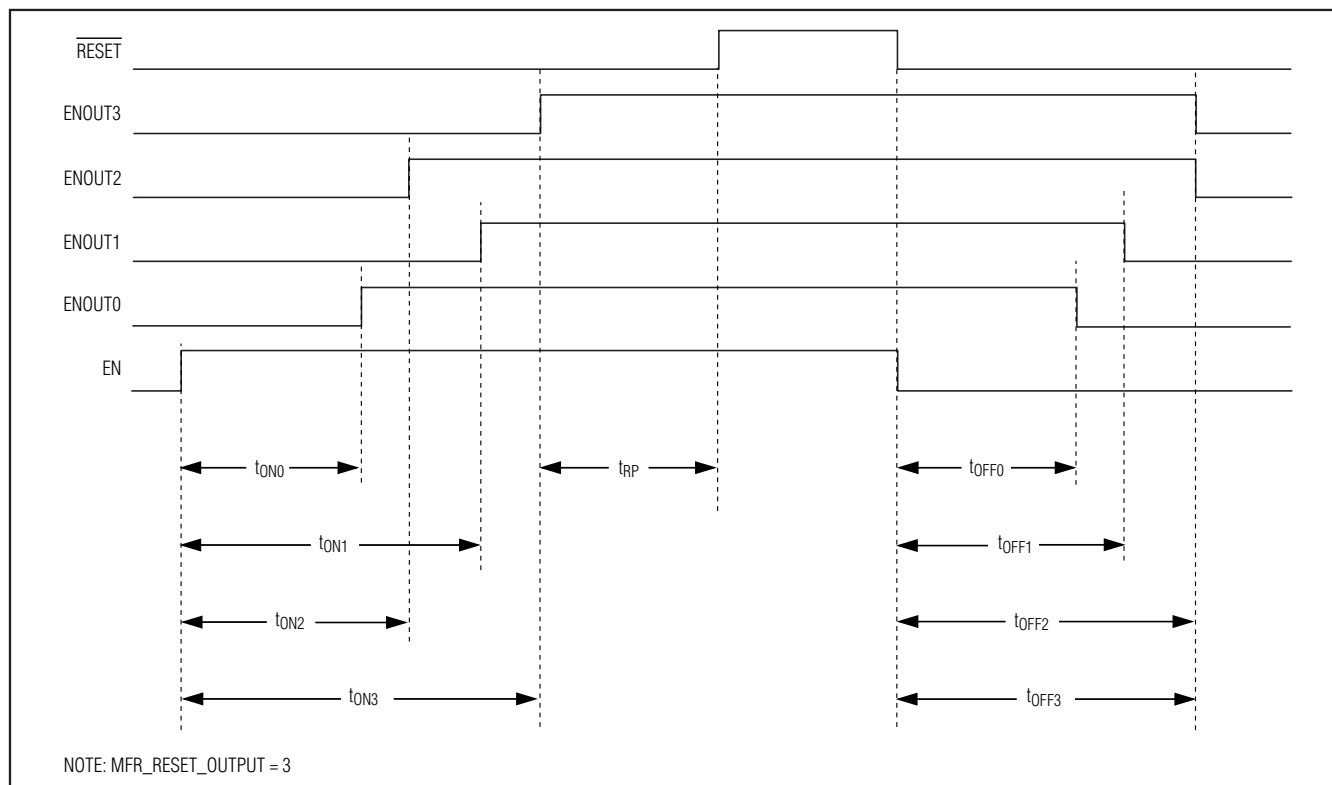 RESET
ENOUT3
ENOUT2
ENOUT1
ENOUT0
EN
tON0
tRP
tOFF0
tON1
tOFF1
tON2
tOFF2
tON3
tOFF3
NOTE: MFR_RESET_OUTPUT = 3